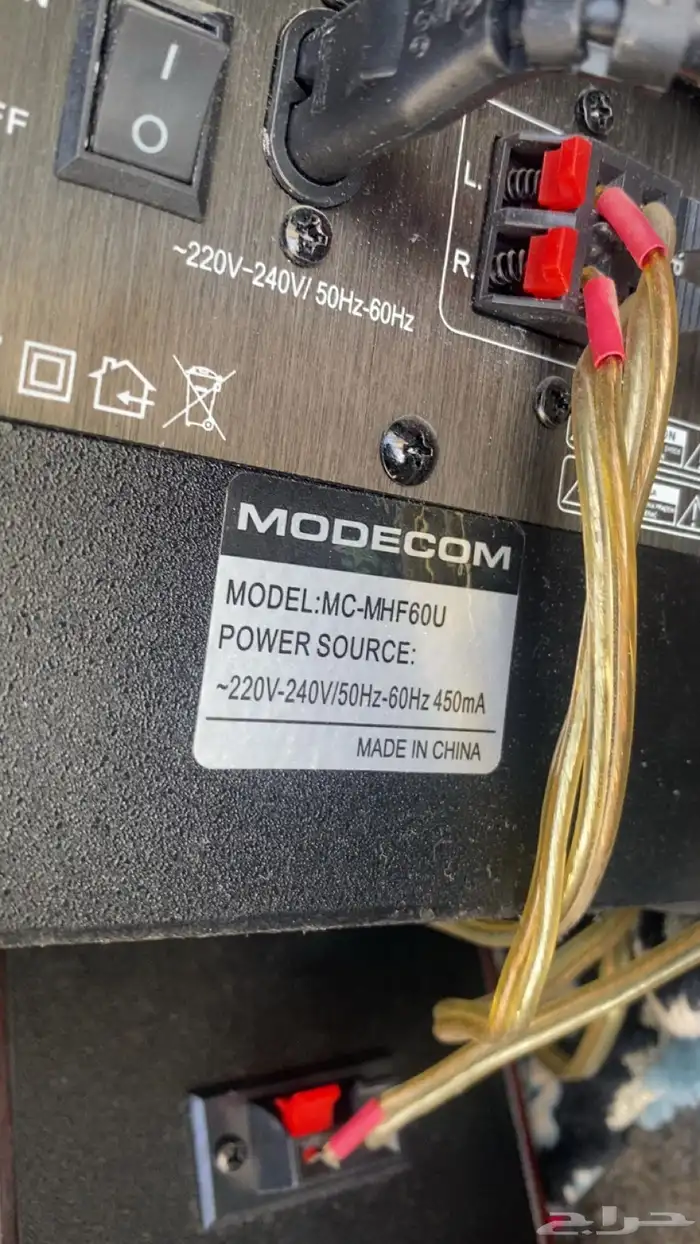 FF
~220V-240V/ 50Hz-60Hz
L.
R.
MODECOM
MODEL:MC-MHF60U
POWER SOURCE:
~220V-240V/50Hz-60Hz 450mA
MADE IN CHINA
حراج